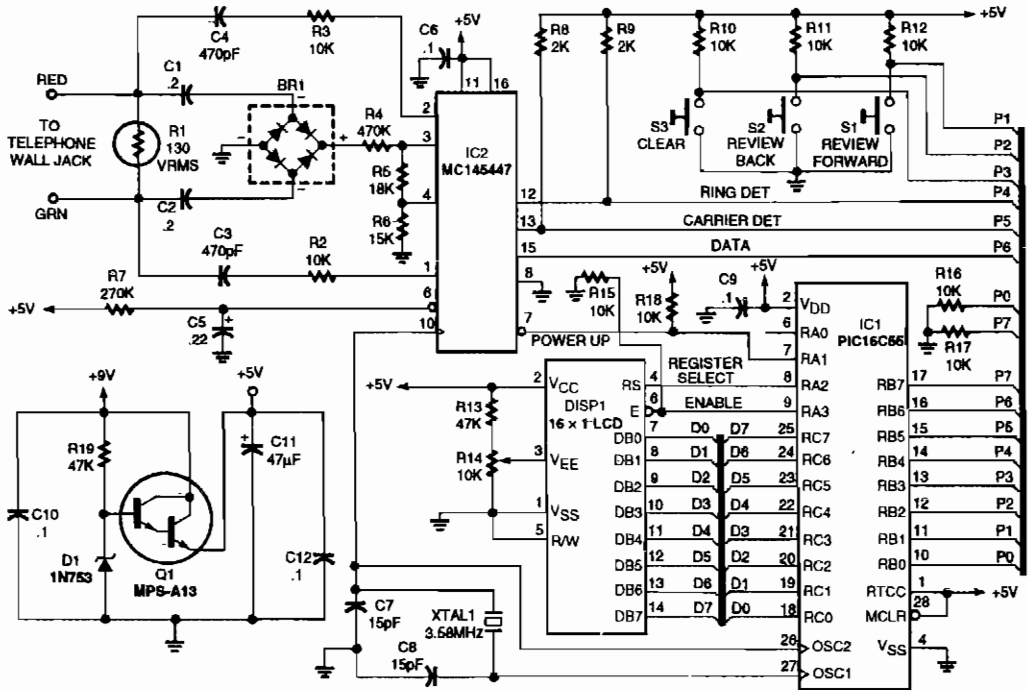 C4
470pF
R3
10K
C6
.1
+5V
11
16
R8
2K
R9
2K
R10
10K
R11
10K
R12
10K
+5V
RED
C1
.2
BR1
TO
TELEPHONE
WALL JACK
R1
130
VRMS
GRN
C2
.2
–
–
+
–
R4
470K
R5
18K
R6
15K
2
3
4
1
6
10
IC2
MC145447
12
13
15
8
7
S3
CLEAR
S2
REVIEW
BACK
S1
REVIEW
FORWARD
RING DET
CARRIER DET
DATA
POWER UP
P1
P2
P3
P4
P5
P6
C3
470pF
R2
10K
R7
270K
+5V
C5
.22
+
R15
10K
+5V
R18
10K
C9
.1
+5V
R16
10K
R17
10K
P0
P7
REGISTER
SELECT
ENABLE
+9V
+5V
R19
47K
C11
47µF
+
C10
.1
D1
1N753
Q1
MPS-A13
C12
.1
+5V
R13
47K
R14
10K
2
3
1
5
VCC
VEE
VSS
R/W
DISP1
16 × 1 LCD
RS
E
DB0
DB1
DB2
DB3
DB4
DB5
DB6
DB7
4
6
7
8
9
10
11
12
13
14
D0
D1
D2
D3
D4
D5
D6
D7
D7
D6
D5
D4
D3
D2
D1
D0
2
6
7
8
9
25
24
23
22
21
20
19
18
26
27
VDD
RA0
RA1
RA2
RA3
RC7
RC6
RC5
RC4
RC3
RC2
RC1
RC0
OSC2
OSC1
IC1
PIC16C55
RB7
RB6
RB5
RB4
RB3
RB2
RB1
RB0
RTCC
MCLR
VSS
17
16
15
14
13
12
11
10
1
28
4
P7
P6
P5
P4
P3
P2
P1
P0
+5V
C7
15pF
XTAL1
3.58MHz
C8
15pF